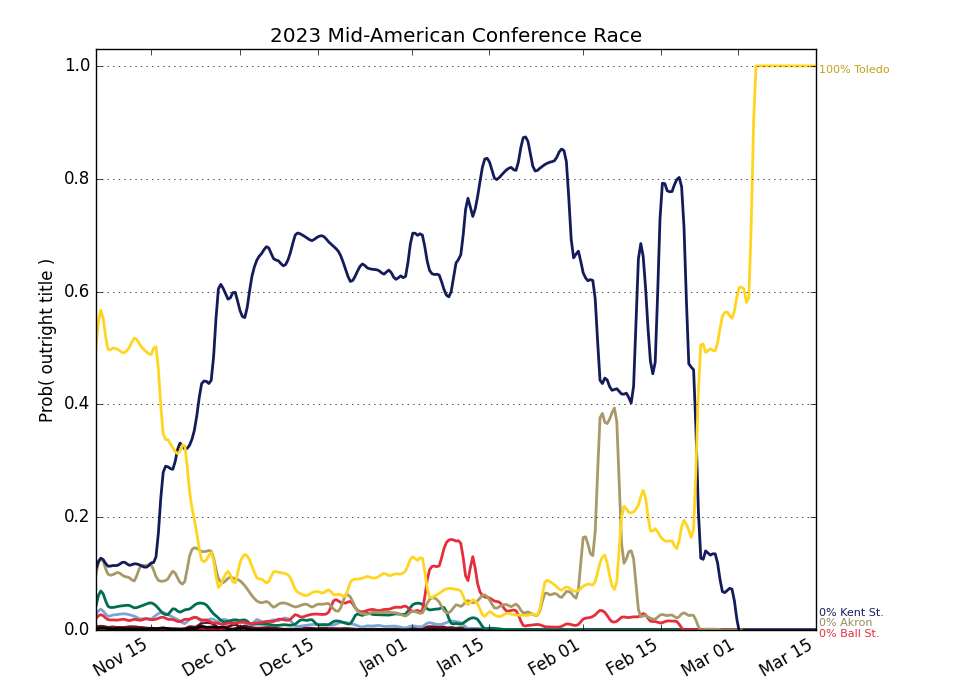 2023 Mid-American Conference Race
Prob( outright title )
1.0
0.8
0.6
0.4
0.2
0.0
100% Toledo
0% Kent St.
0% Akron
0% Ball St.
Nov 15
Dec 01
Dec 15
Jan 01
Jan 15
Feb 01
Feb 15
Mar 01
Mar 15